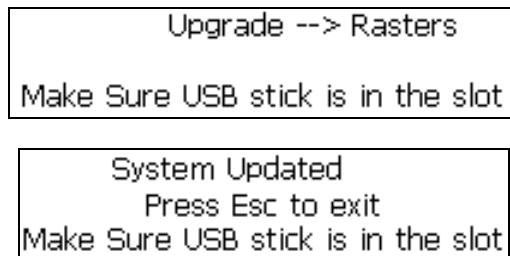 Upgrade --> Rasters
Make Sure USB stick is in the slot
System Updated
Press Esc to exit
Make Sure USB stick is in the slot